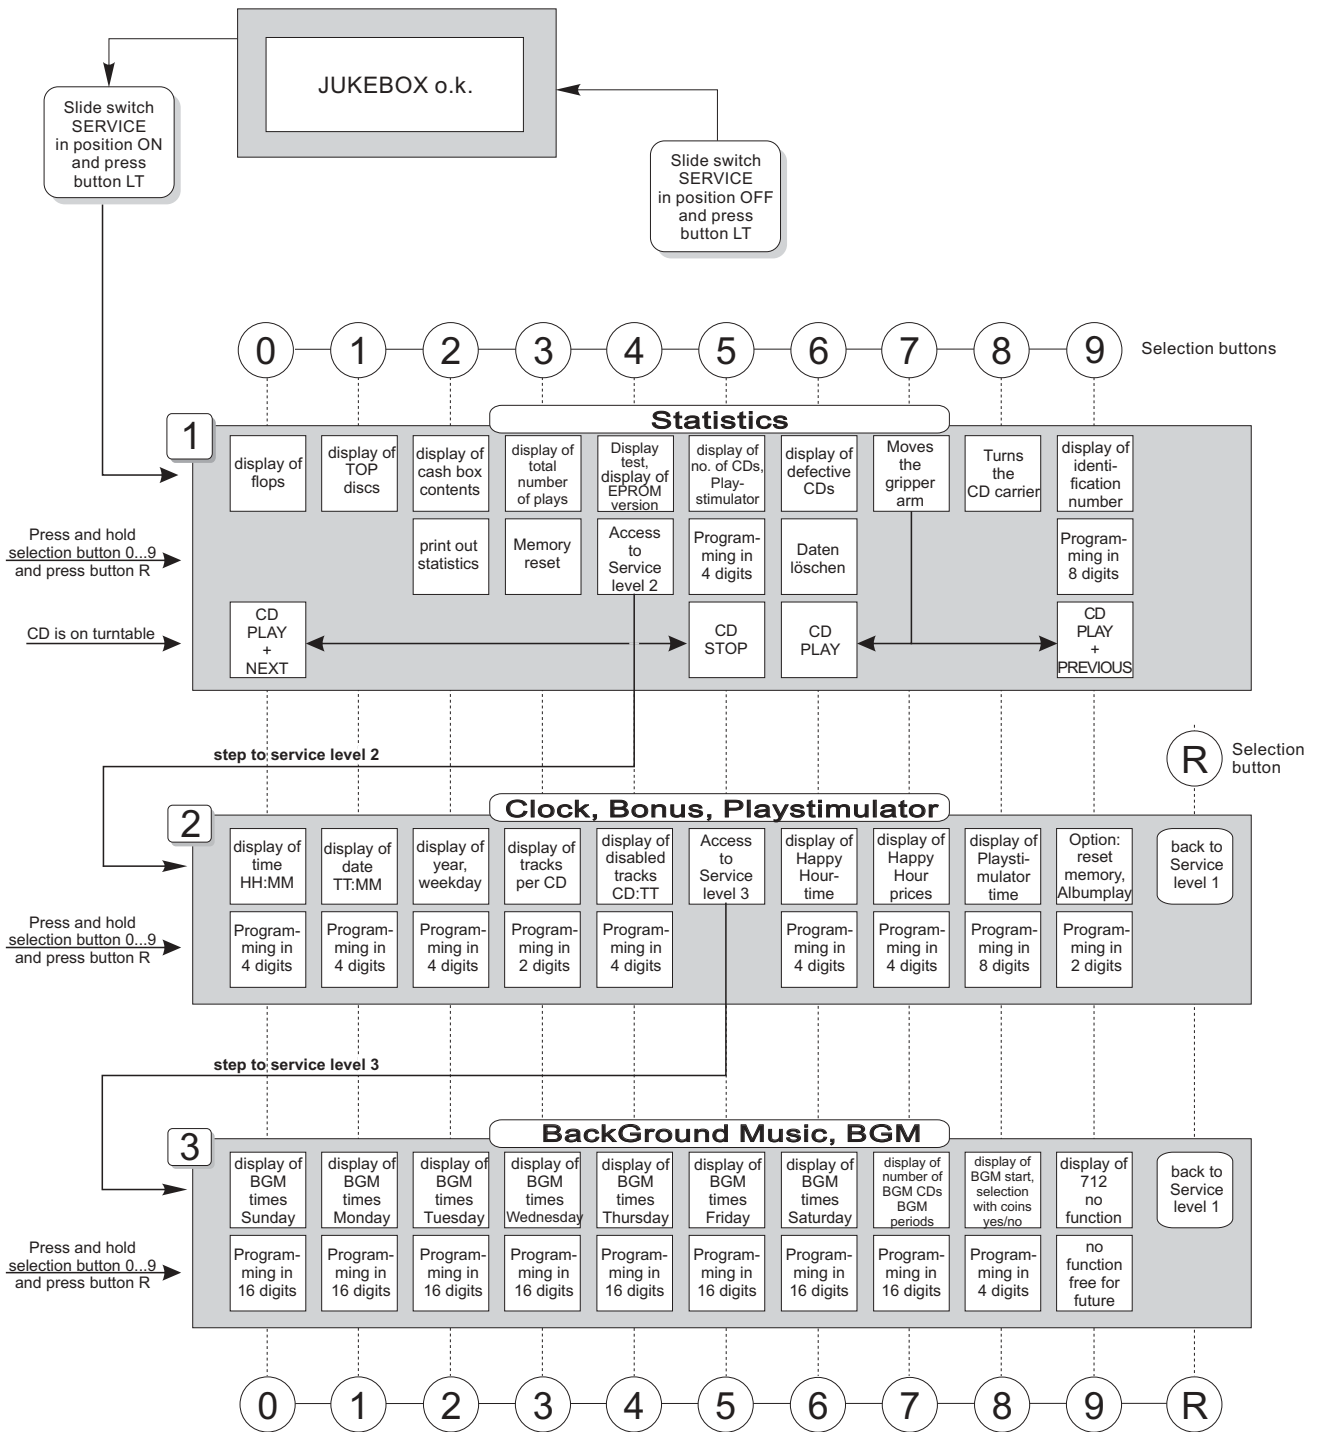 JUKEBOX o.k.
Slide switch
SERVICE
in position ON
and press
button LT
Slide switch
SERVICE
in position OFF
and press
button LT
0
1
2
3
4
5
6
7
8
9
Selection buttons
1
Statistics
display of
flops
display of
TOP
discs
display of
cash box
contents
display of
total
number
of plays
Display
test,
display of
EPROM
version
display of
no. of CDs,
Play-
stimulator
display of
defective
CDs
Moves
the
gripper
arm
Turns
the
CD carrier
display of
identi-
fication
number
Press and hold
selection button 0...9
and press button R
print out
statistics
Memory
reset
Access
to
Service
level 2
Program-
ming in
4 digits
Daten
löschen
Program-
ming in
8 digits
CD is on turntable
CD
PLAY
+
NEXT
CD
STOP
CD
PLAY
CD
PLAY
+
PREVIOUS
step to service level 2
R
Selection
button
2
Clock, Bonus, Playstimulator
display of
time
HH:MM
display of
date
TT:MM
display of
year,
weekday
display of
tracks
per CD
display of
disabled
tracks
CD:TT
Access
to
Service
level 3
display of
Happy
Hour-
time
display of
Happy
Hour
prices
display of
Playsti-
mulator
time
Option:
reset
memory,
Albumplay
back to
Service
level 1
Press and hold
selection button 0...9
and press button R
Program-
ming in
4 digits
Program-
ming in
4 digits
Program-
ming in
4 digits
Program-
ming in
2 digits
Program-
ming in
4 digits
Program-
ming in
4 digits
Program-
ming in
4 digits
Program-
ming in
8 digits
Program-
ming in
2 digits
step to service level 3
3
BackGround Music, BGM
display of
BGM
times
Sunday
display of
BGM
times
Monday
display of
BGM
times
Tuesday
display of
BGM
times
Wednesday
display of
BGM
times
Thursday
display of
BGM
times
Friday
display of
BGM
times
Saturday
display of
number of
BGM CDs
BGM
periods
display of
BGM start,
selection
with coins
yes/no
display of
712
no
function
back to
Service
level 1
Press and hold
selection button 0...9
and press button R
Program-
ming in
16 digits
Program-
ming in
16 digits
Program-
ming in
16 digits
Program-
ming in
16 digits
Program-
ming in
16 digits
Program-
ming in
16 digits
Program-
ming in
16 digits
Program-
ming in
16 digits
Program-
ming in
4 digits
no
function
free for
future
0
1
2
3
4
5
6
7
8
9
R